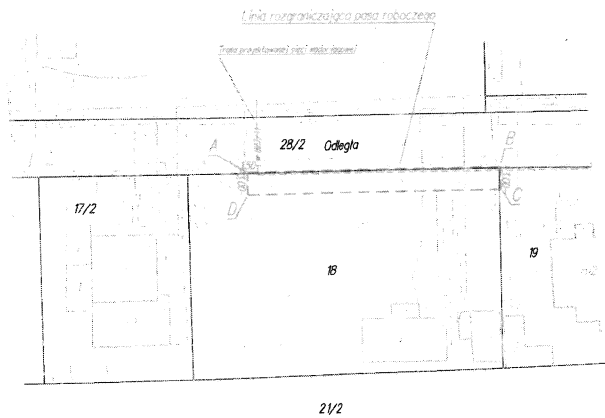 Linia rozgraniczająca pasa roboczego
Trasa projektowanej sieci wodociągowej
A
28/2 Odległa
B
D
C
17/2
18
19
21/2